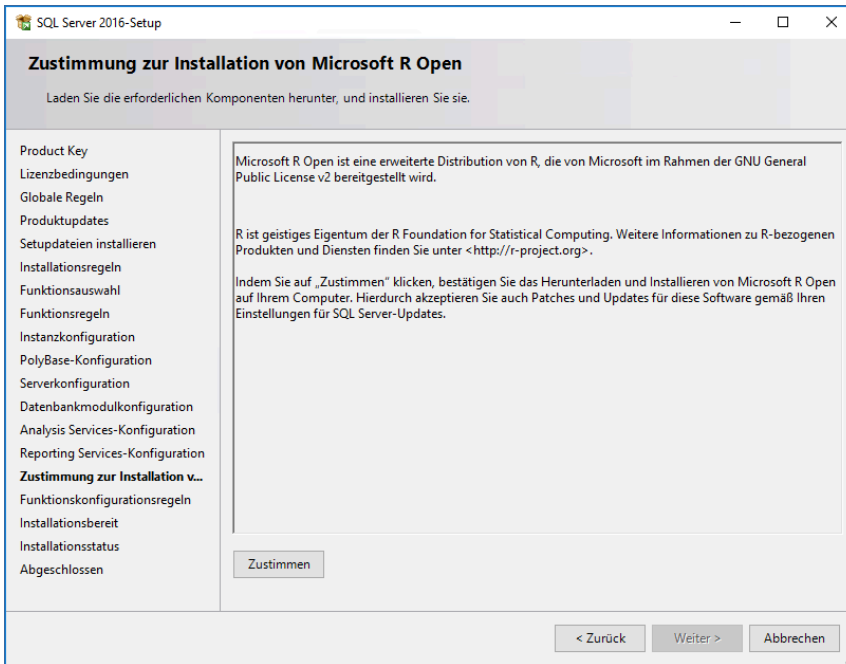 SQL Server 2016-Setup
Zustimmung zur Installation von Microsoft R Open
Laden Sie die erforderlichen Komponenten herunter, und installieren Sie sie.
Product Key
Lizenzbedingungen
Globale Regeln
Produktupdates
Setupdateien installieren
Installationsregeln
Funktionsauswahl
Funktionsregeln
Instanzkonfiguration
PolyBase-Konfiguration
Serverkonfiguration
Datenbankmodulkonfiguration
Analysis Services-Konfiguration
Reporting Services-Konfiguration
Zustimmung zur Installation v...
Funktionskonfigurationsregeln
Installationsbereit
Installationsstatus
Abgeschlossen
Microsoft R Open ist eine erweiterte Distribution von R, die von Microsoft im Rahmen der GNU General
Public License v2 bereitgestellt wird.
R ist geistiges Eigentum der R Foundation for Statistical Computing. Weitere Informationen zu R-bezogenen
Produkten und Diensten finden Sie unter <http://r-project.org>.
Indem Sie auf „Zustimmen" klicken, bestätigen Sie das Herunterladen und Installieren von Microsoft R Open
auf Ihrem Computer. Hierdurch akzeptieren Sie auch Patches und Updates für diese Software gemäß Ihren
Einstellungen für SQL Server-Updates.
Zustimmen
< Zurück
Weiter >
Abbrechen